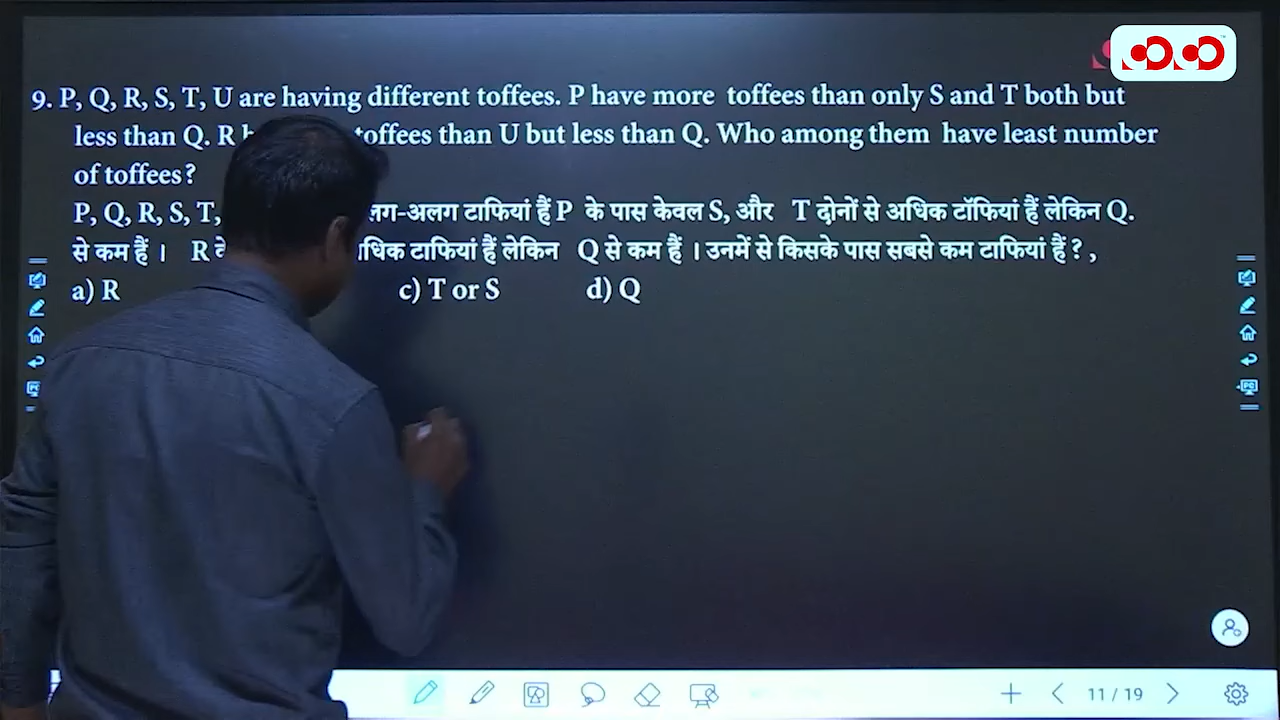 9. P, Q, R, S, T, U are having different toffees. P have more toffees than only S and T both but
less than Q. R toffees than U but less than Q. Who among them have least number
of toffees?
P, Q, R, S, T, टाफियां हैं P के पास केवल S, और T दोनों से अधिक टॉफियां हैं लेकिन Q.
से कम हैं । R टाफियां हैं लेकिन Q से कम हैं । उनमें से किसके पास सबसे कम टाफियां हैं ? ,
a) R c) T or S d) Q
11 / 19